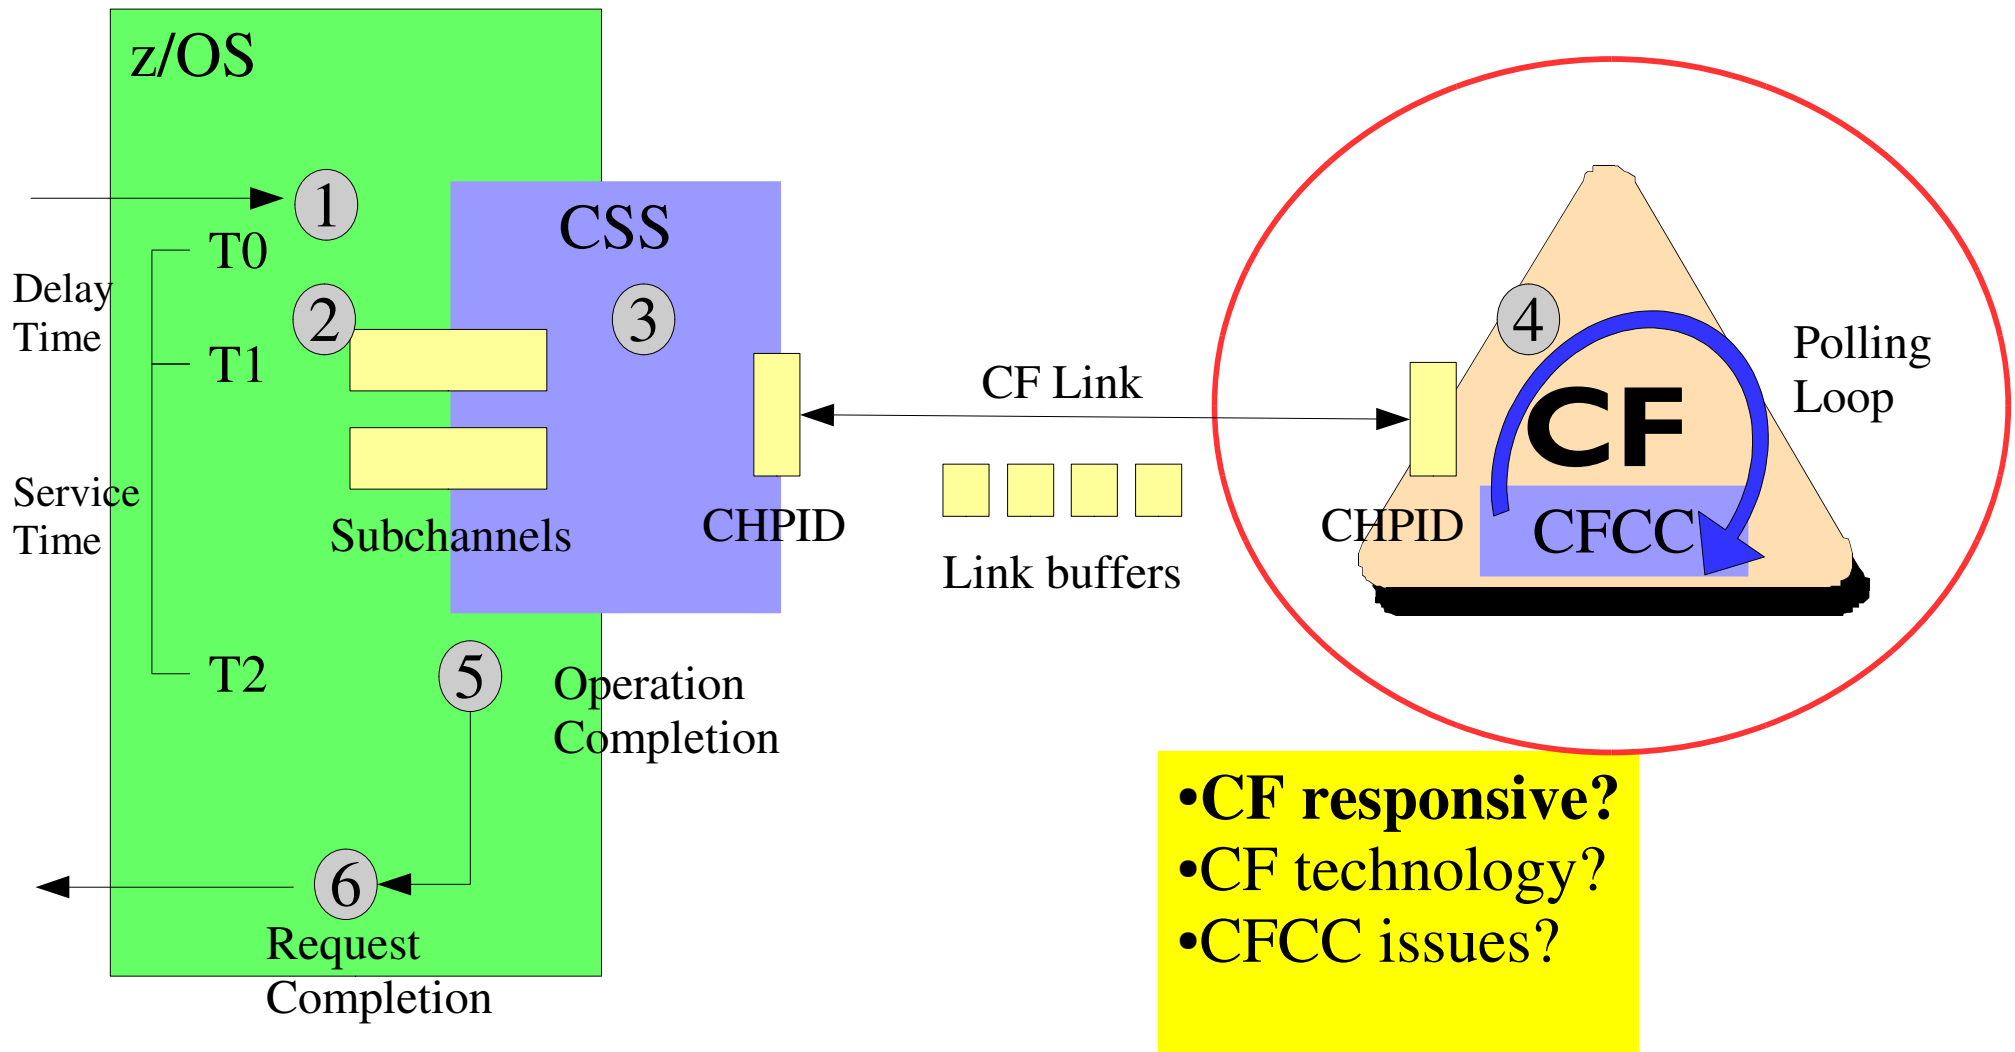 z/OS
1
CSS
T0
Delay
Time
2
3
T1
Service
Time
Subchannels
CHPID
CF Link
Link buffers
4
Polling
Loop
CF
CHPID
CFCC
T2
5
Operation
Completion
6
Request
Completion
•CF responsive?
•CF technology?
•CFCC issues?